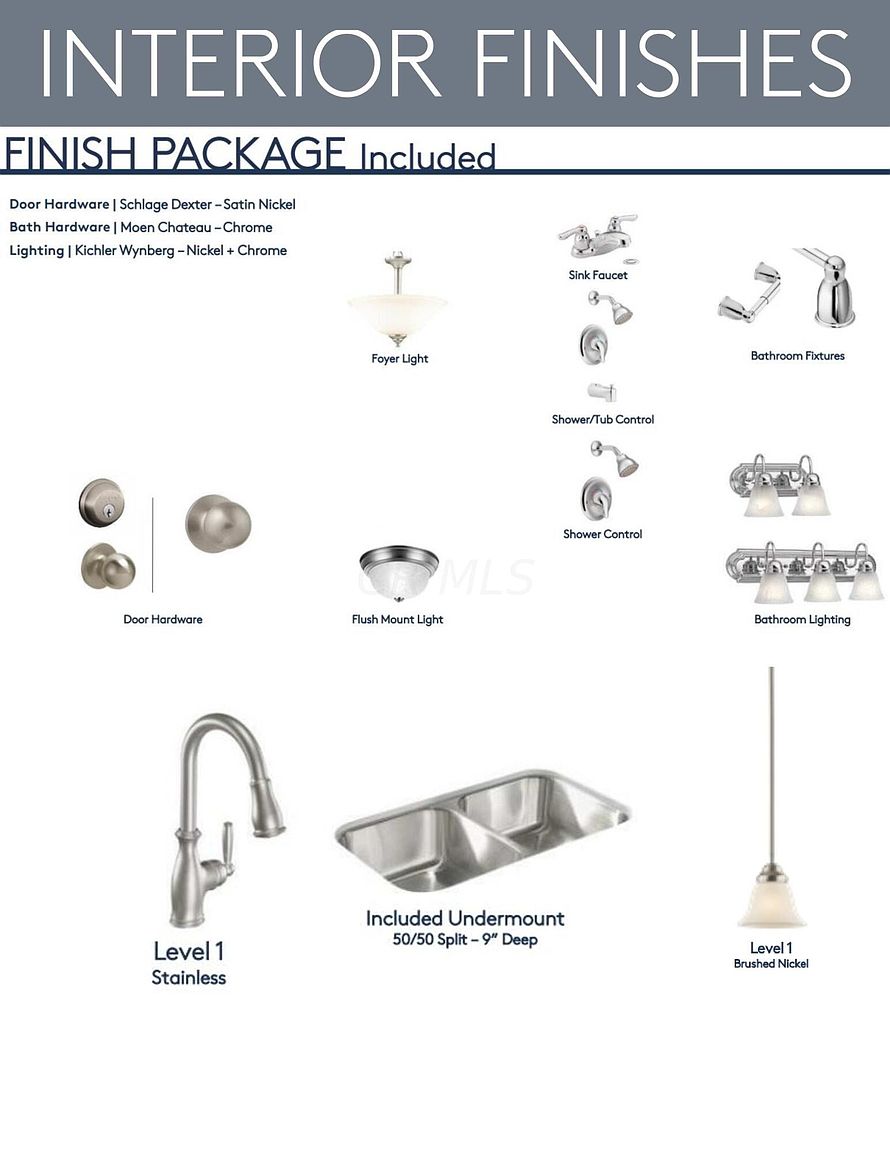 INTERIOR FINISHES
FINISH PACKAGE Included
Door Hardware | Schlage Dexter – Satin Nickel
Bath Hardware | Moen Chateau – Chrome
Lighting | Kichler Wynberg – Nickel + Chrome
Sink Faucet
Foyer Light
Bathroom Fixtures
Shower/Tub Control
Shower Control
Door Hardware
Flush Mount Light
Bathroom Lighting
Included Undermount
50/50 Split – 9” Deep
Level 1
Stainless
Level 1
Brushed Nickel